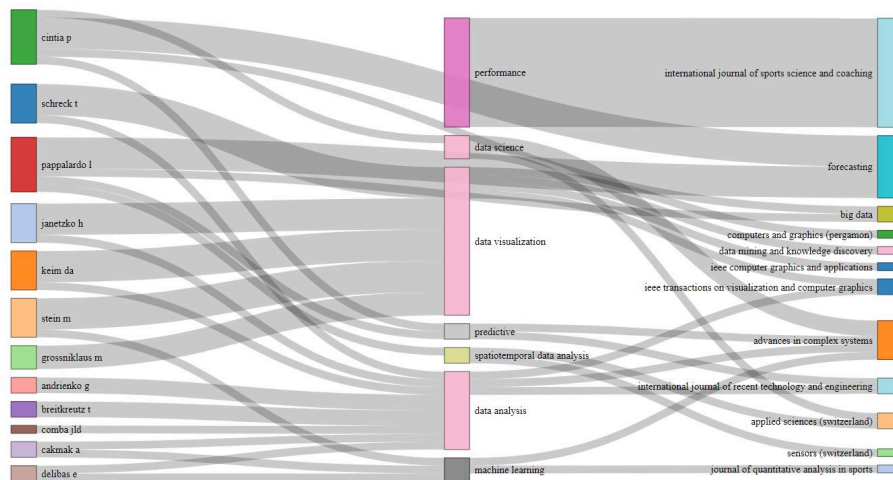 cintia p
schreck t
pappalardo l
janetzko h
keim da
stein m
grossniklaus m
andrienko g
breitkreutz t
comba jld
cakmak a
delibas e
performance
data science
data visualization
predictive
spatiotemporal data analysis
data analysis
machine learning
international journal of sports science and coaching
forecasting
big data
computers and graphics (pergamon)
data mining and knowledge discovery
ieee computer graphics and applications
ieee transactions on visualization and computer graphics
advances in complex systems
international journal of recent technology and engineering
applied sciences (switzerland)
sensors (switzerland)
journal of quantitative analysis in sports